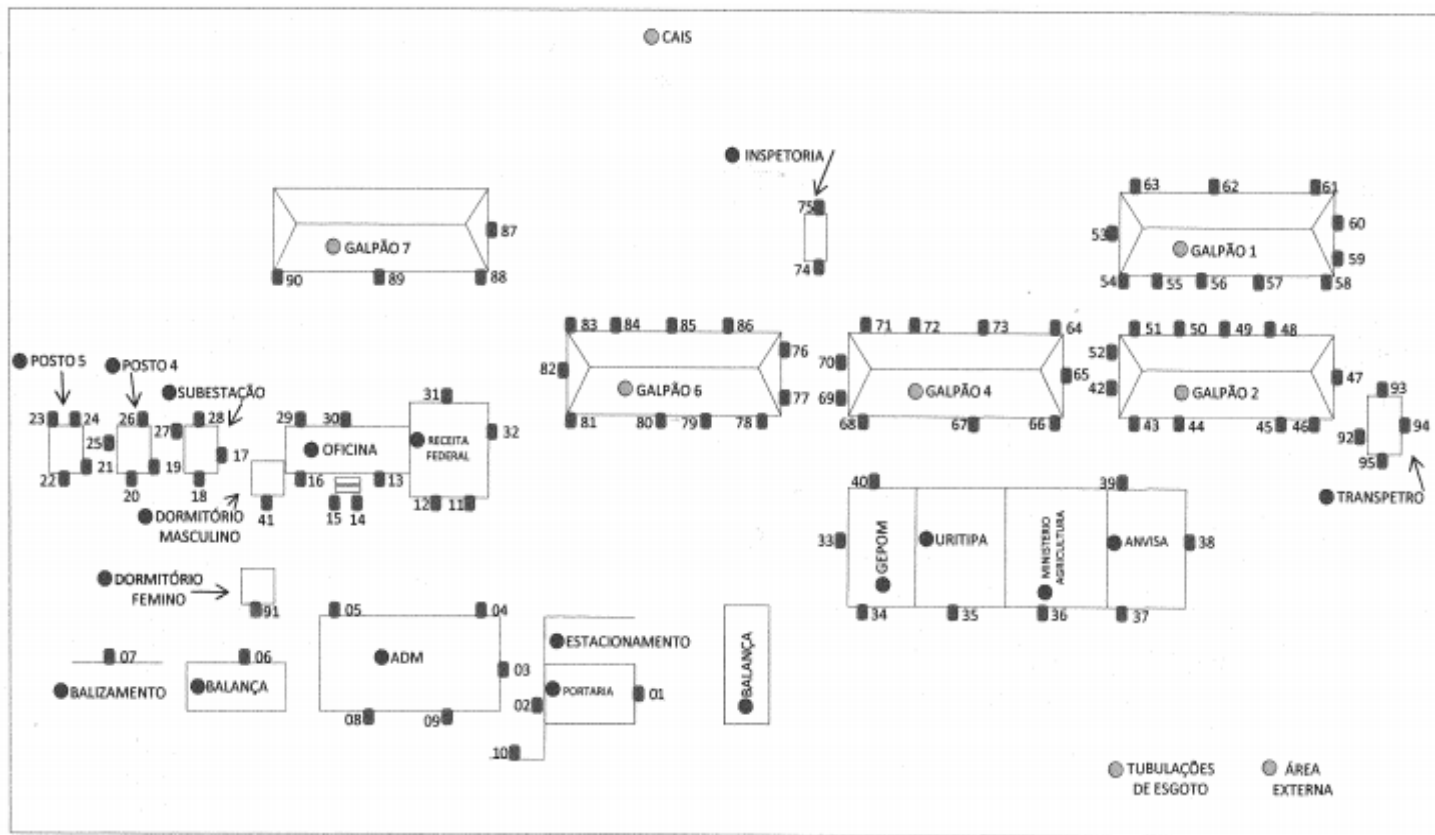 CAIS
INSPETORIA
75
74
63 62 61
53 60
GALPÃO 1 59
54 55 56 57 58
87
GALPÃO 7
90 89 88
83 84 85 86
82 76
GALPÃO 6 77
81 80 79 78
71 72 73 64
70 65
GALPÃO 4
69
68 67 66
51 50 49 48
52 47
42 GALPÃO 2
43 44 45 46
93
92 94
95
TRANSPETRO
POSTO 5
POSTO 4
SUBESTAÇÃO
23 24 26 28
25 27
21 19 17
22 20 18
29 30
OFICINA
16 13
15 14
31
RECEITA
FEDERAL
32
12 11
41
DORMITÓRIO
MASCULINO
DORMITÓRIO
FEMINO
91
40 39
33 GEPOM URITIPA MINISTERIO
AGRICULTURA ANVISA 38
34 35 36 37
05 04
ADM 03
08 09
07 06
BALIZAMENTO BALANÇA
ESTACIONAMENTO
PORTARIA 01
02
10
BALANÇA
TUBULAÇÕES
DE ESGOTO
ÁREA
EXTERNA